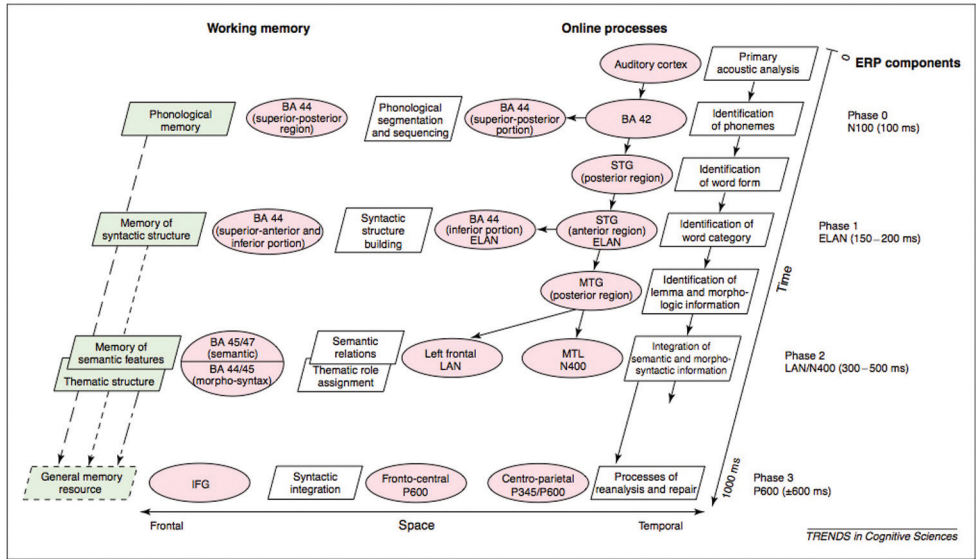 Working memory
Online processes
ERP components
Auditory cortex
Primary
acoustic analysis
0
Phonological
memory
BA 44
(superior-posterior
region)
Phonological
segmentation
and sequencing
BA 44
(superior-posterior
portion)
BA 42
Identification
of phonemes
Phase 0
N100 (100 ms)
STG
(posterior region)
Identification
of word form
Memory of
syntactic structure
BA 44
(superior-anterior and
inferior portion)
Syntactic
structure
building
BA 44
(inferior portion)
ELAN
STG
(anterior region)
ELAN
Identification
of word category
Phase 1
ELAN (150–200 ms)
Time
MTG
(posterior region)
Identification of
lemma and morpho-
logic information
Memory of
semantic features
Thematic structure
BA 45/47
(semantic)
BA 44/45
(morpho-syntax)
Semantic
relations
Thematic role
assignment
Left frontal
LAN
MTL
N400
Integration of
semantic and morpho-
syntactic information
Phase 2
LAN/N400 (300–500 ms)
General memory
resource
IFG
Syntactic
integration
Fronto-central
P600
Centro-parietal
P345/P600
Processes of
reanalysis and repair
1000 ms
Phase 3
P600 (±600 ms)
Frontal
Space
Temporal
TRENDS in Cognitive Sciences